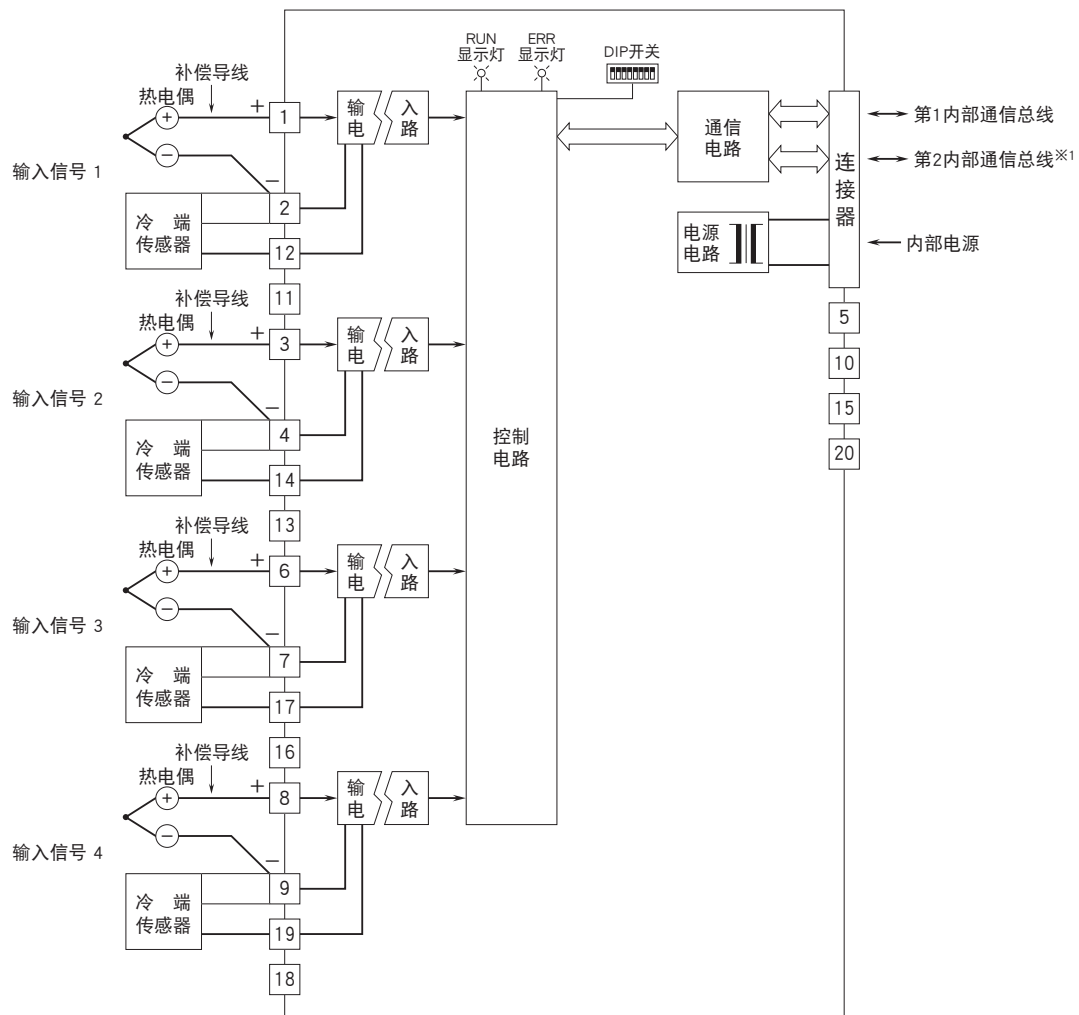 RUN
显示灯
ERR
显示灯
DIP开关
补偿导线
热电偶
+
+
−
−
1
输
电
入
路
输入信号 1
2
冷 端
传感器
12
11
补偿导线
热电偶
+
+
−
−
3
输
电
入
路
输入信号 2
4
冷 端
传感器
14
13
补偿导线
热电偶
+
+
−
−
6
输
电
入
路
输入信号 3
7
冷 端
传感器
17
16
补偿导线
热电偶
+
+
−
−
8
输
电
入
路
输入信号 4
9
冷 端
传感器
19
18
控制
电路
通信
电路
电源
电路
连
接
器
第1内部通信总线
第2内部通信总线※1
内部电源
5
10
15
20